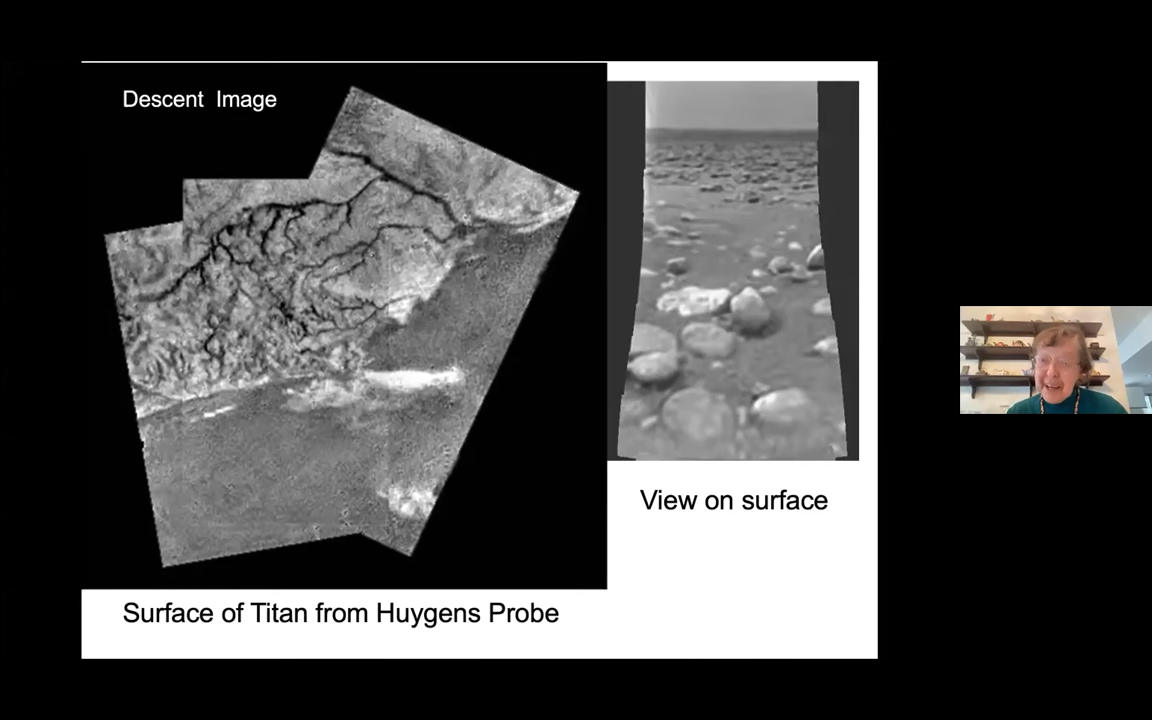 Descent Image
View on surface
Surface of Titan from Huygens Probe